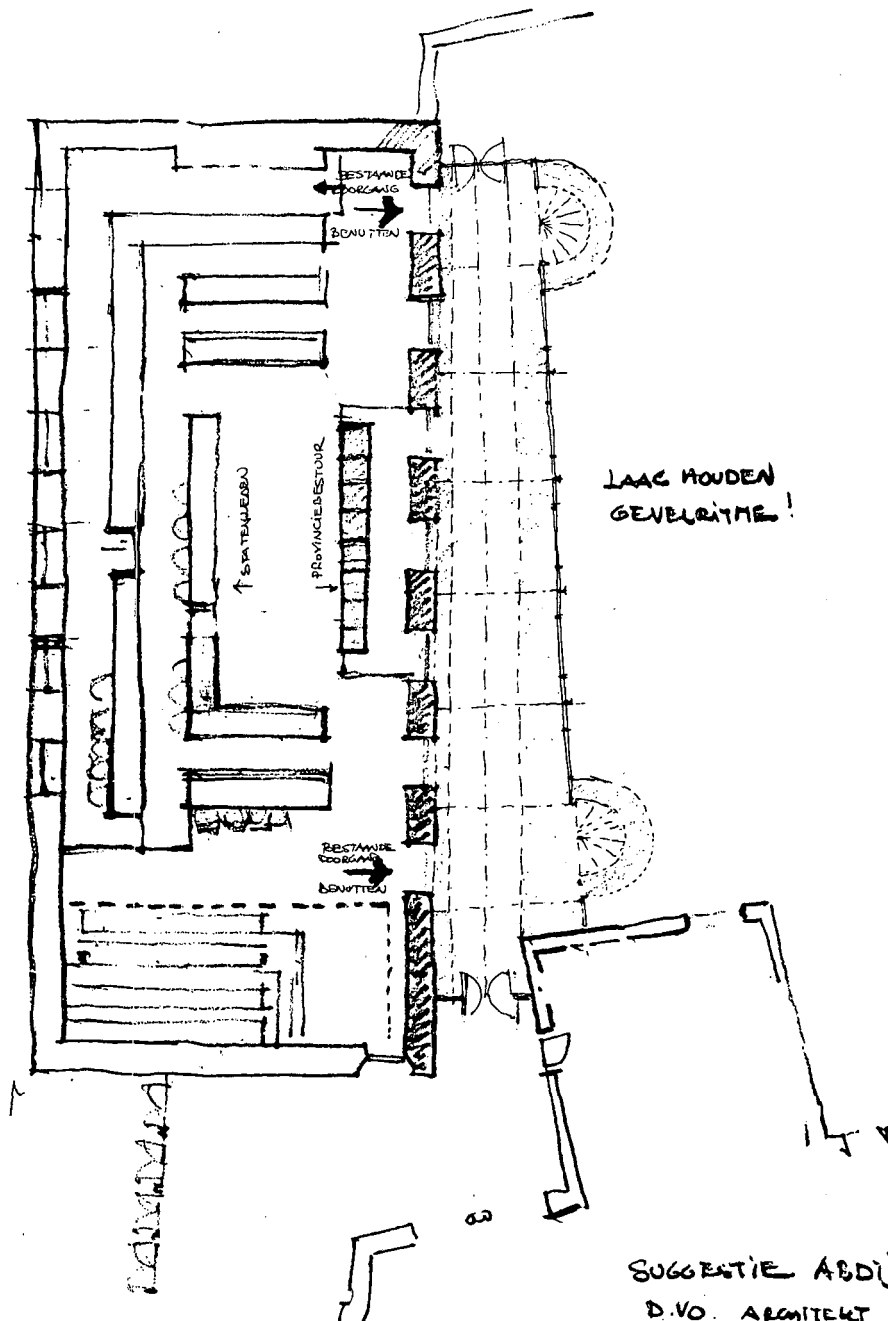 BESTAANDE
DOORGANG
BENUTTEN
STATENLEDEN
PROVINCIEBESTUUR
LAAG HOUDEN
GEVELRITME!
BESTAANDE
DOORGANG
BENUTTEN
SUGGESTIE ABDIJ
D.VO. ARCHITEKT